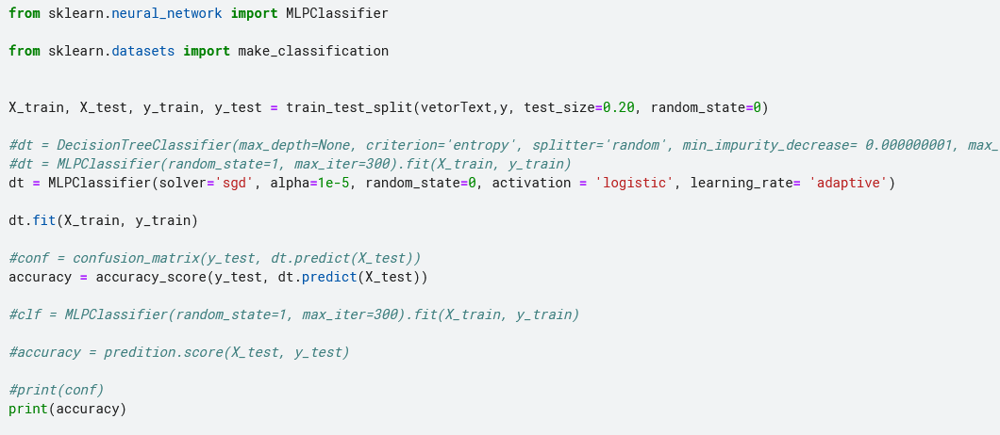 from sklearn.neural_network import MLPClassifier
from sklearn.datasets import make_classification
X_train, X_test, y_train, y_test = train_test_split(vetorText,y, test_size=0.20, random_state=0)
#dt = DecisionTreeClassifier(max_depth=None, criterion='entropy', splitter='random', min_impurity_decrease= 0.000000001, max_
#dt = MLPClassifier(random_state=1, max_iter=300).fit(X_train, y_train)
dt = MLPClassifier(solver='sgd', alpha=1e-5, random_state=0, activation = 'logistic', learning_rate= 'adaptive')
dt.fit(X_train, y_train)
#conf = confusion_matrix(y_test, dt.predict(X_test))
accuracy = accuracy_score(y_test, dt.predict(X_test))
#clf = MLPClassifier(random_state=1, max_iter=300).fit(X_train, y_train)
#accuracy = predition.score(X_test, y_test)
#print(conf)
print(accuracy)